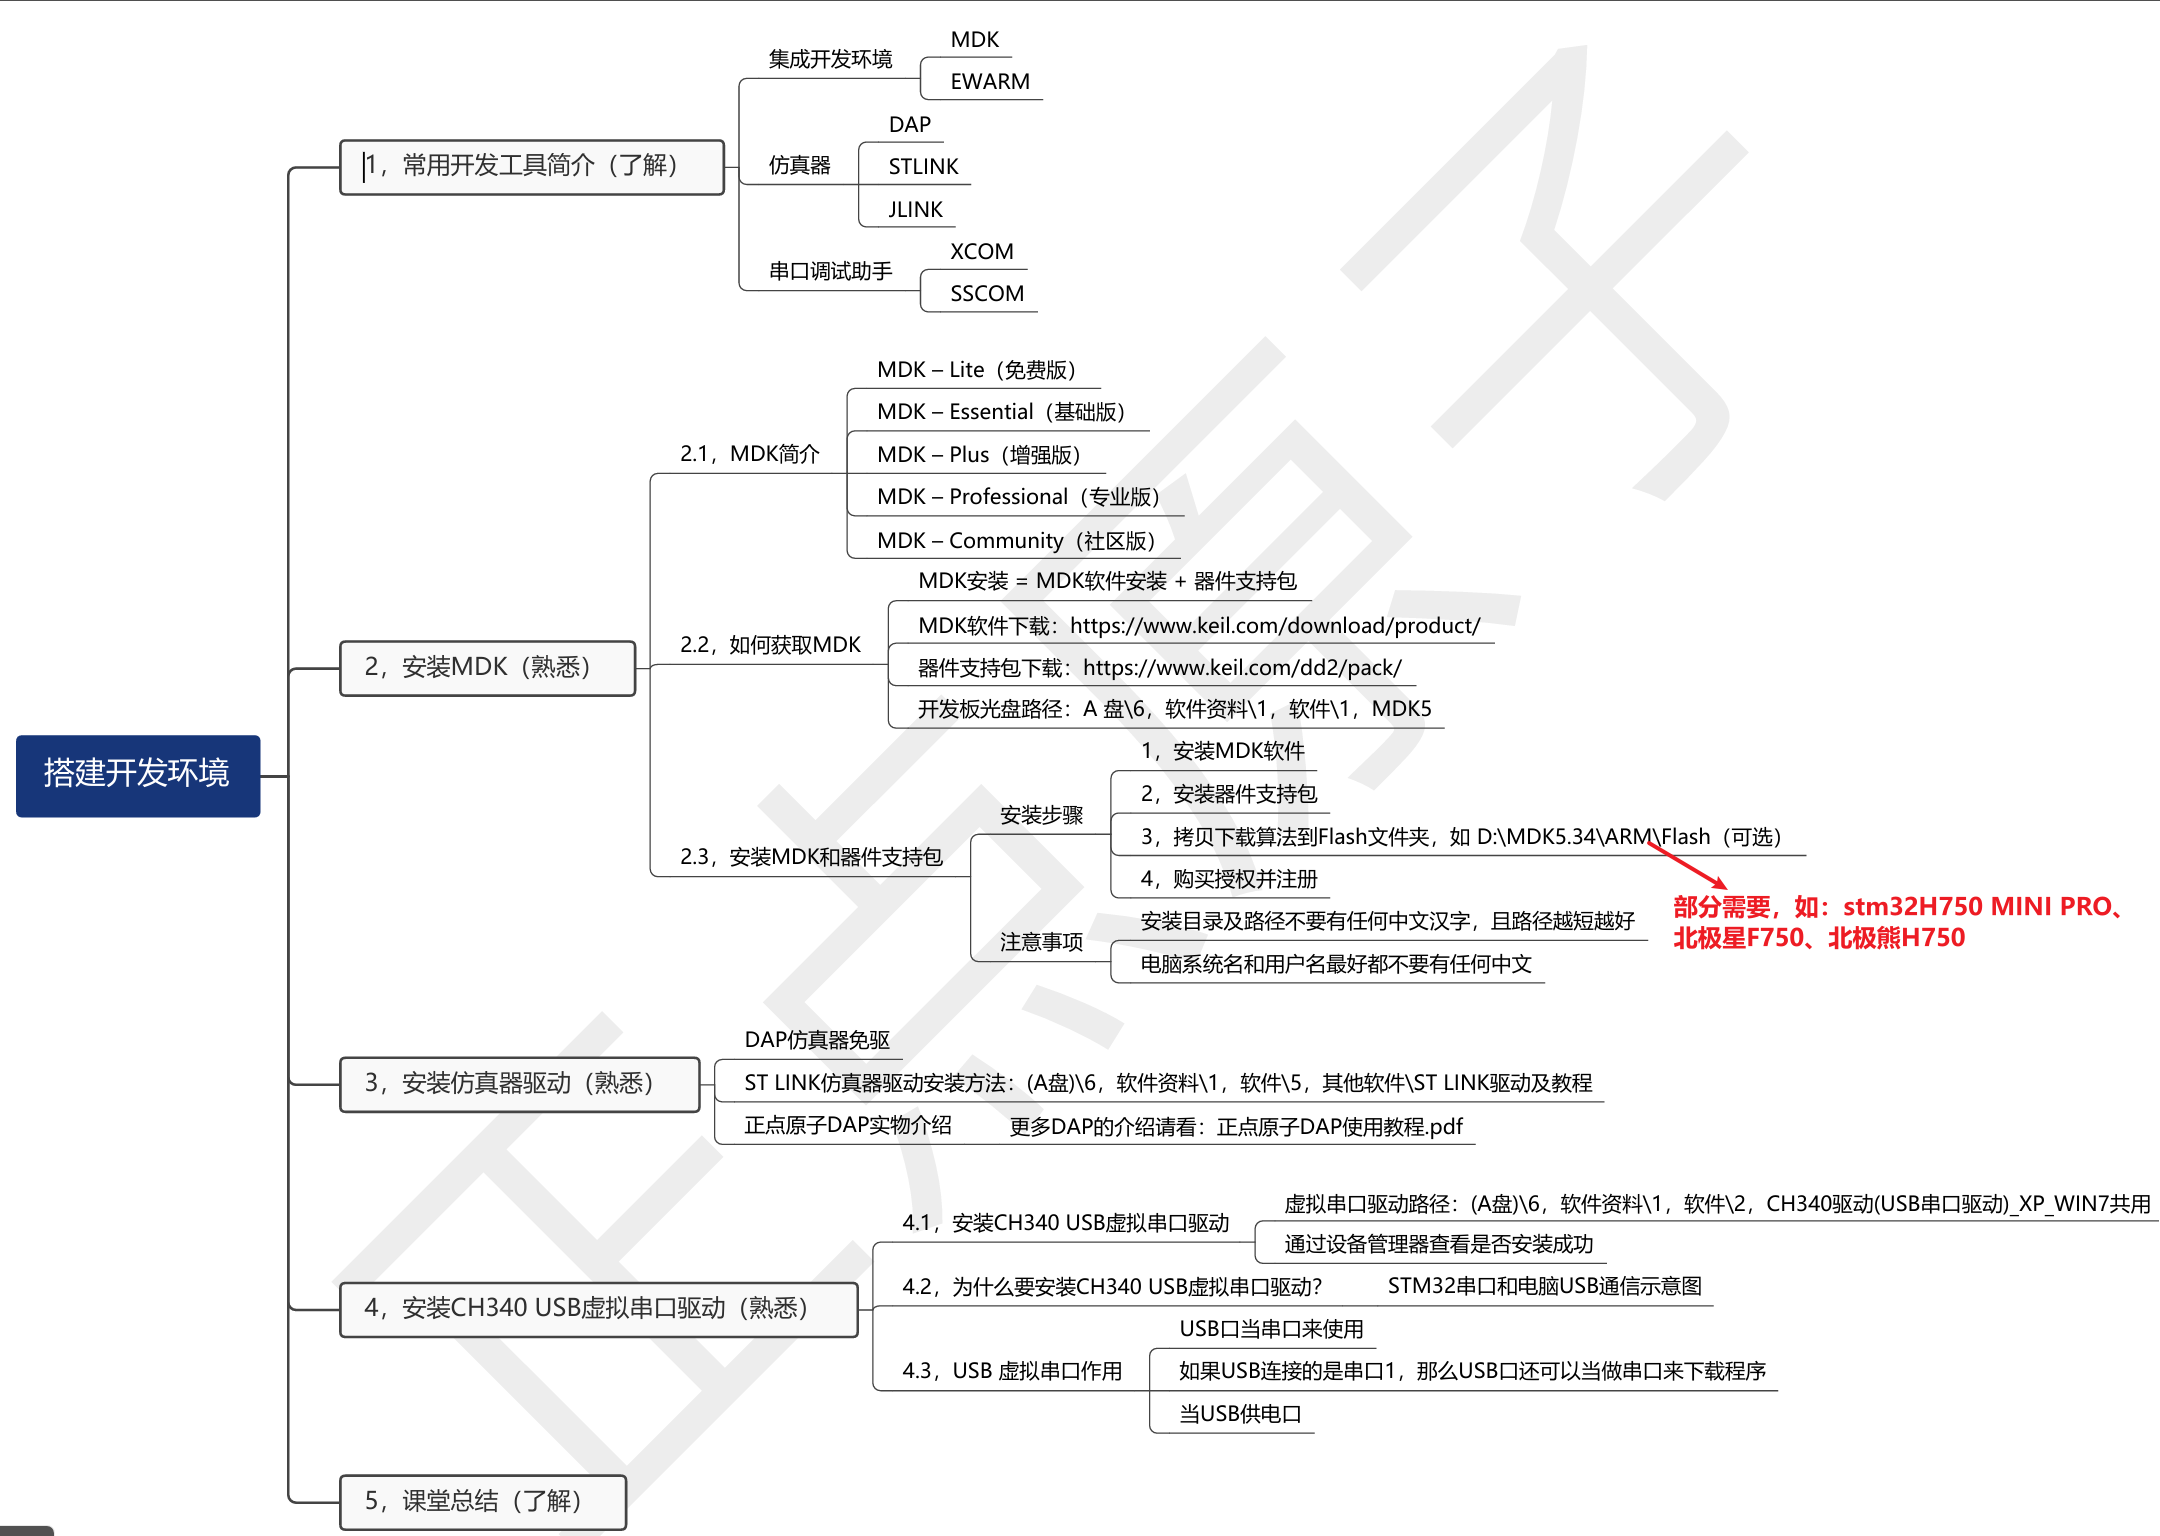 搭建开发环境
1，常用开发工具简介（了解）
集成开发环境
MDK
EWARM
仿真器
DAP
STLINK
JLINK
串口调试助手
XCOM
SSCOM
2，安装MDK（熟悉）
2.1，MDK简介
MDK – Lite（免费版）
MDK – Essential（基础版）
MDK – Plus（增强版）
MDK – Professional（专业版）
MDK – Community（社区版）
2.2，如何获取MDK
MDK安装 = MDK软件安装 + 器件支持包
MDK软件下载：https://www.keil.com/download/product/
器件支持包下载：https://www.keil.com/dd2/pack/
开发板光盘路径：A 盘\6，软件资料\1，软件\1，MDK5
2.3，安装MDK和器件支持包
安装步骤
1，安装MDK软件
2，安装器件支持包
3，拷贝下载算法到Flash文件夹，如 D:\MDK5.34\ARM\Flash（可选）
4，购买授权并注册
部分需要，如：stm32H750 MINI PRO、
北极星F750、北极熊H750
注意事项
安装目录及路径不要有任何中文汉字，且路径越短越好
电脑系统名和用户名最好都不要有任何中文
3，安装仿真器驱动（熟悉）
DAP仿真器免驱
ST LINK仿真器驱动安装方法：(A盘)\6，软件资料\1，软件\5，其他软件\ST LINK驱动及教程
正点原子DAP实物介绍
更多DAP的介绍请看：正点原子DAP使用教程.pdf
4，安装CH340 USB虚拟串口驱动（熟悉）
4.1，安装CH340 USB虚拟串口驱动
虚拟串口驱动路径：(A盘)\6，软件资料\1，软件\2，CH340驱动(USB串口驱动)_XP_WIN7共用
通过设备管理器查看是否安装成功
4.2，为什么要安装CH340 USB虚拟串口驱动？
STM32串口和电脑USB通信示意图
4.3，USB 虚拟串口作用
USB口当串口来使用
如果USB连接的是串口1，那么USB口还可以当做串口来下载程序
当USB供电口
5，课堂总结（了解）
正点原子